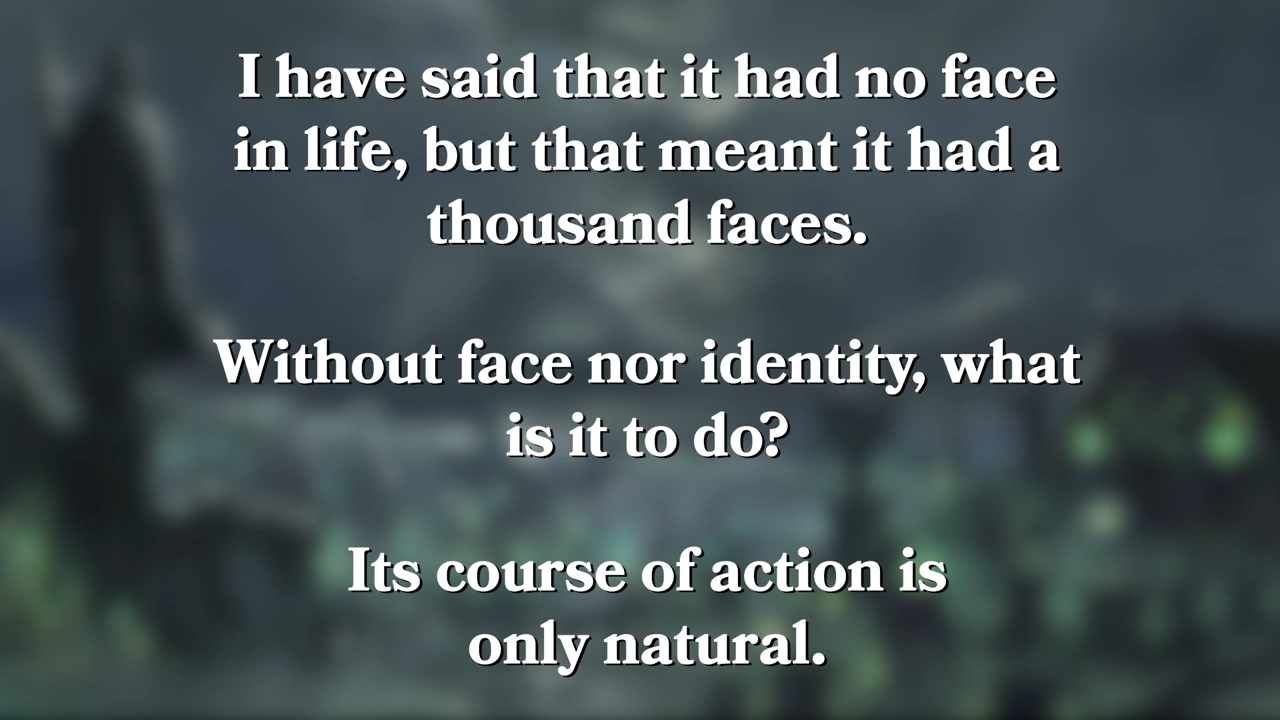 I have said that it had no face
in life, but that meant it had a
thousand faces.
Without face nor identity, what
is it to do?
Its course of action is
only natural.